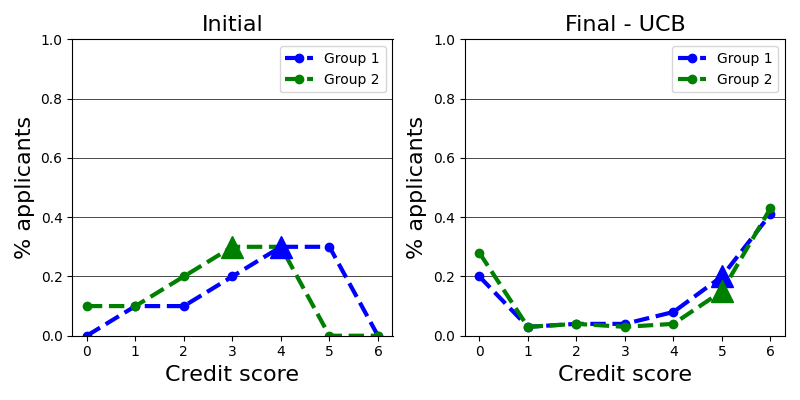 Initial
Final - UCB
% applicants
1.0
0.8
0.6
0.4
0.2
0.0
Group 1
Group 2
0 1 2 3 4 5 6
Credit score
% applicants
1.0
0.8
0.6
0.4
0.2
0.0
Group 1
Group 2
0 1 2 3 4 5 6
Credit score